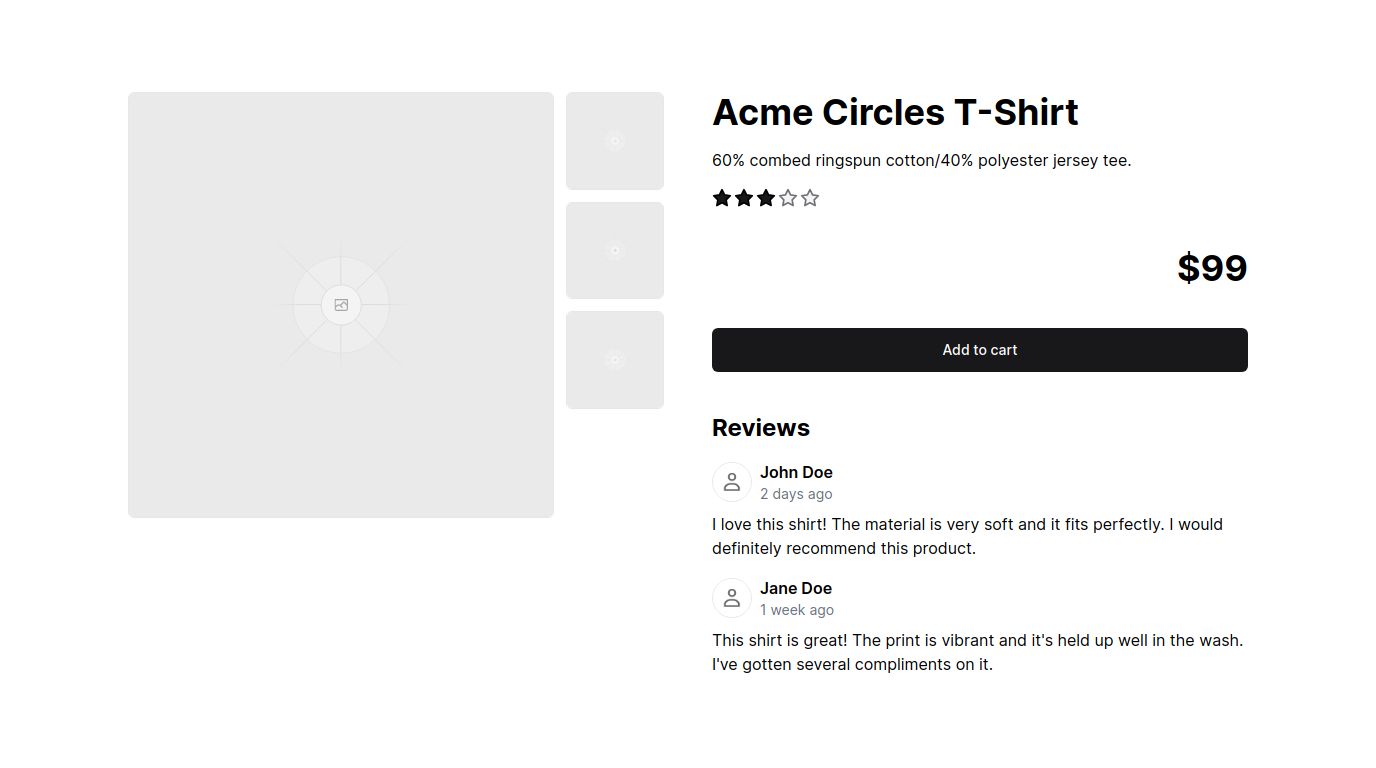 Acme Circles T-Shirt
60% combed ringspun cotton/40% polyester jersey tee.
$99
Add to cart
Reviews
John Doe
2 days ago
I love this shirt! The material is very soft and it fits perfectly. I would
definitely recommend this product.
Jane Doe
1 week ago
This shirt is great! The print is vibrant and it's held up well in the wash.
I've gotten several compliments on it.